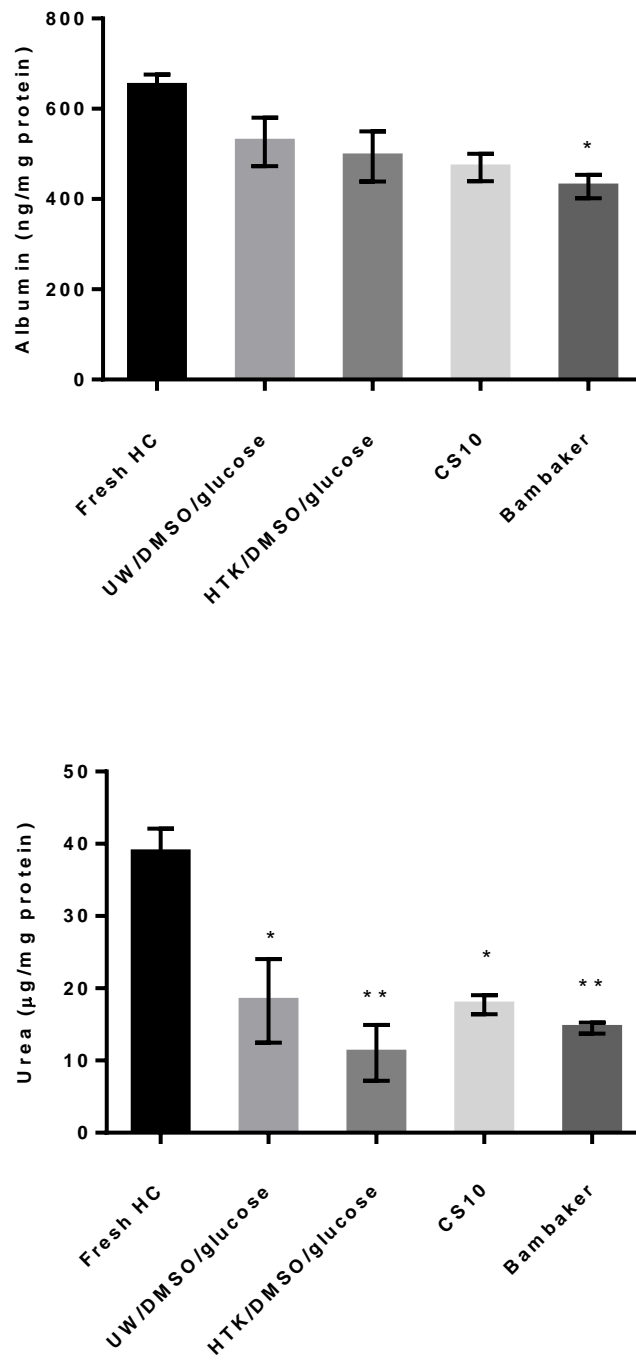 Albumin (ng/mg protein)
800
600
400
200
0
*
Fresh HC
UW/DMSO/glucose
HTK/DMSO/glucose
CS10
Bambaker
Urea (µg/mg protein)
50
40
30
20
10
0
*
**
*
**
Fresh HC
UW/DMSO/glucose
HTK/DMSO/glucose
CS10
Bambaker